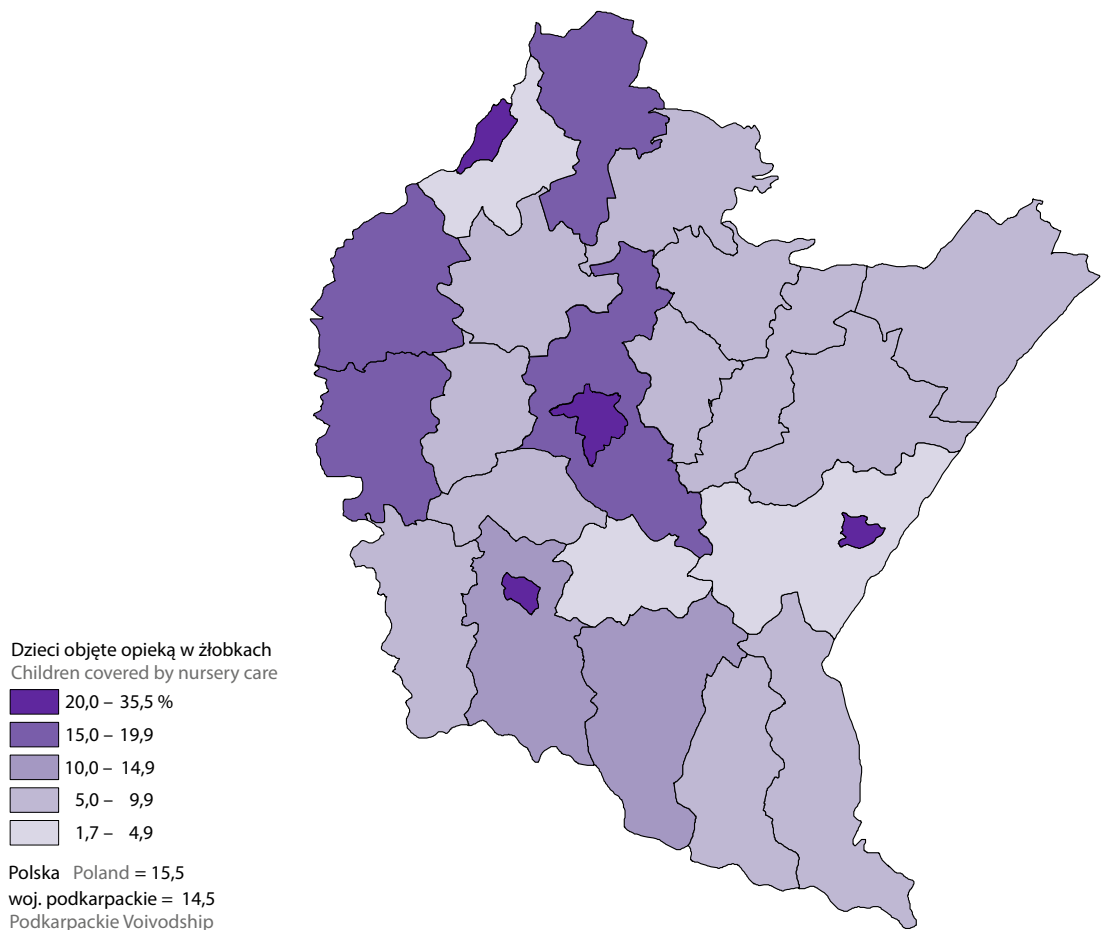 Dzieci objęte opieką w żłobkach
Children covered by nursery care
20,0 – 35,5 %
15,0 – 19,9
10,0 – 14,9
5,0 – 9,9
1,7 – 4,9
Polska Poland = 15,5
woj. podkarpackie = 14,5
Podkarpackie Voivodship